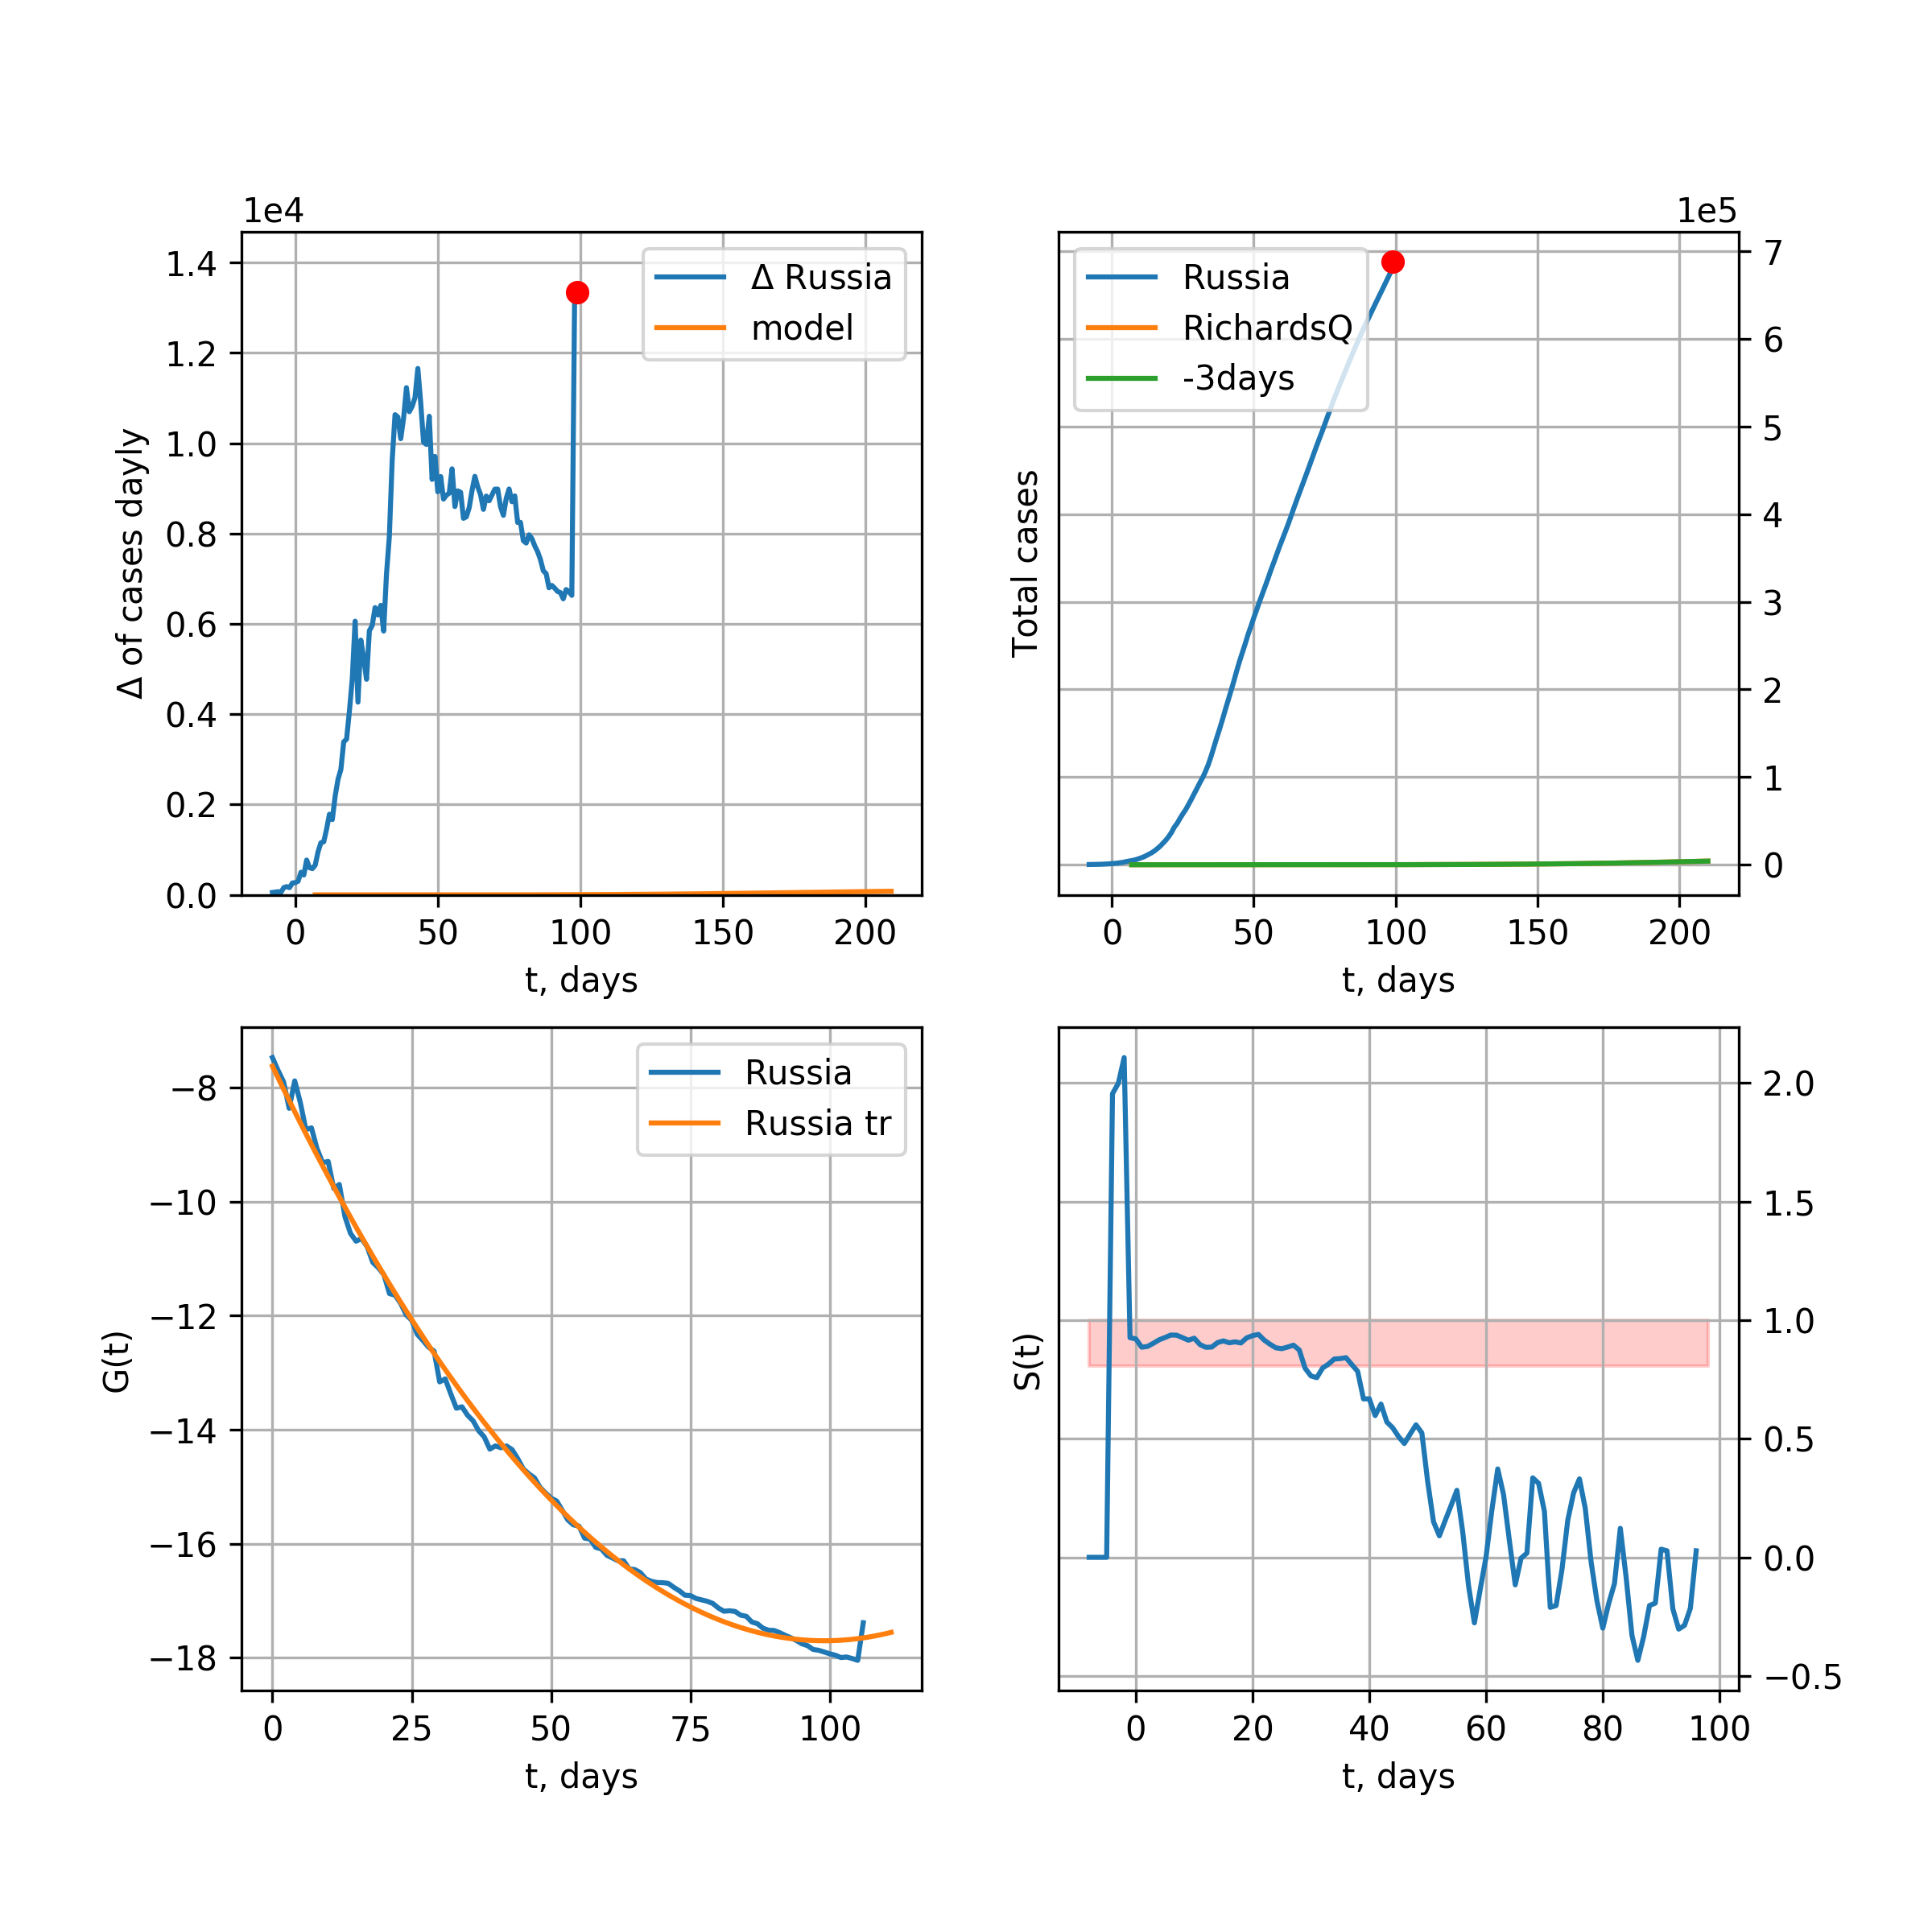 1e4
1.4
1.2
1.0
0.8
0.6
0.4
0.2
0.0
Δ of cases dayly
Δ Russia
model
0
50
100
150
200
t, days
1e5
Russia
RichardsQ
-3days
Total cases
7
6
5
4
3
2
1
0
0
50
100
150
200
t, days
−8
−10
−12
−14
−16
−18
G(t)
Russia
Russia tr
0
25
50
75
100
t, days
S(t)
2.0
1.5
1.0
0.5
0.0
−0.5
0
20
40
60
80
100
t, days